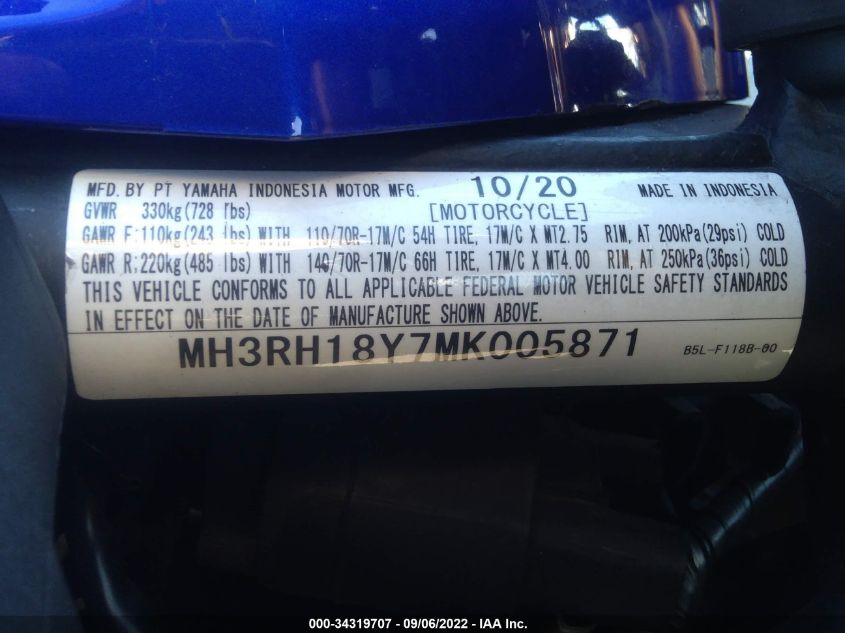 MFD. BY PT YAMAHA INDONESIA MOTOR MFG. 10/20 MADE IN INDONESIA
GVWR 330kg(728 lbs) [MOTORCYCLE]
GAWR F:110kg(243 lbs) WITH 110/70R-17M/C 54H TIRE, 17M/C X MT2.75 RIM, AT 200kPa(29psi) COLD
GAWR R:220kg(485 lbs) WITH 140/70R-17M/C 66H TIRE, 17M/C X MT4.00 RIM, AT 250kPa(36psi) COLD
THIS VEHICLE CONFORMS TO ALL APPLICABLE FEDERAL MOTOR VEHICLE SAFETY STANDARDS
IN EFFECT ON THE DATE OF MANUFACTURE SHOWN ABOVE.
MH3RH18Y7MK005871 B5L-F118B-00
000-34319707 - 09/06/2022 - IAA Inc.